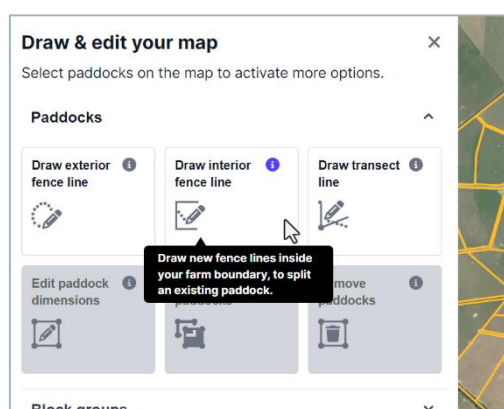 Draw & edit your map
Select paddocks on the map to activate more options.
Paddocks
Draw exterior
fence line
Draw interior
fence line
Draw transect
line
Draw new fence lines inside
your farm boundary, to split
an existing paddock.
Edit paddock
dimensions
paddocks
paddocks
Block groups